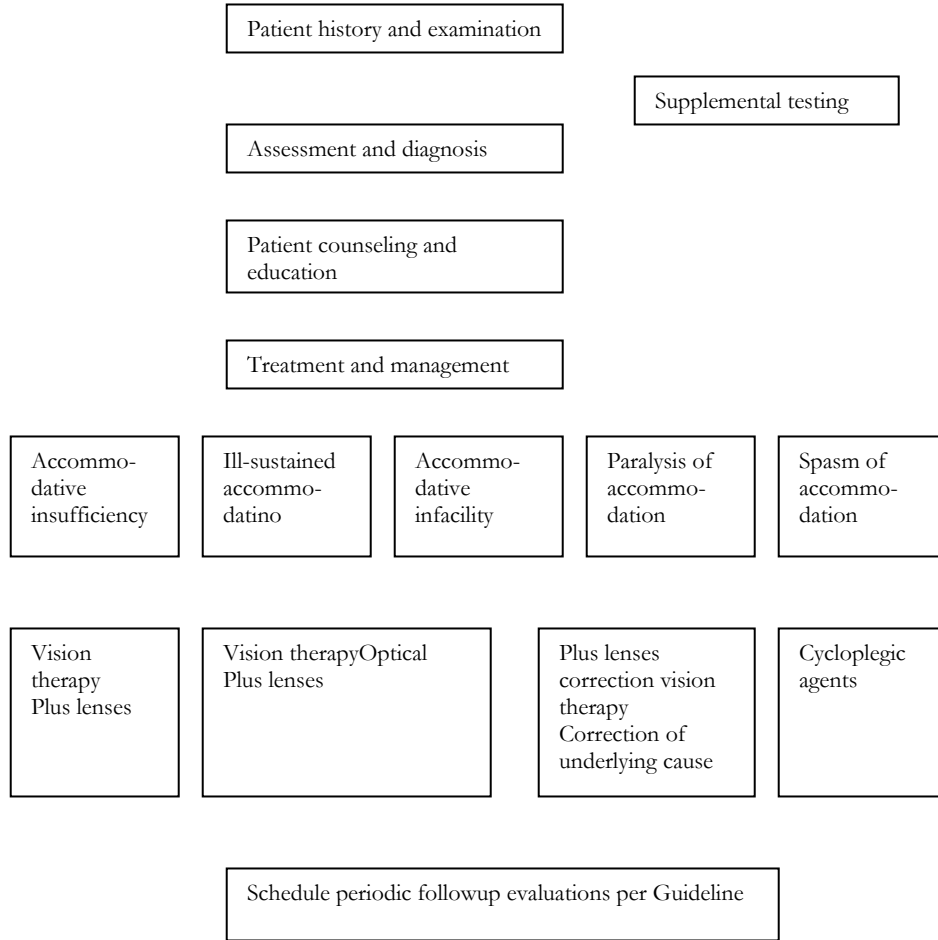 Patient history and examination
Supplemental testing
Assessment and diagnosis
Patient counseling and
education
Treatment and management
Accommo-
dative
insufficiency
Ill-sustained
accommo-
datino
Accommo-
dative
infacility
Paralysis of
accommo-
dation
Spasm of
accommo-
dation
Vision
therapy
Plus lenses
Vision therapyOptical
Plus lenses
Plus lenses
correction vision
therapy
Correction of
underlying cause
Cycloplegic
agents
Schedule periodic followup evaluations per Guideline